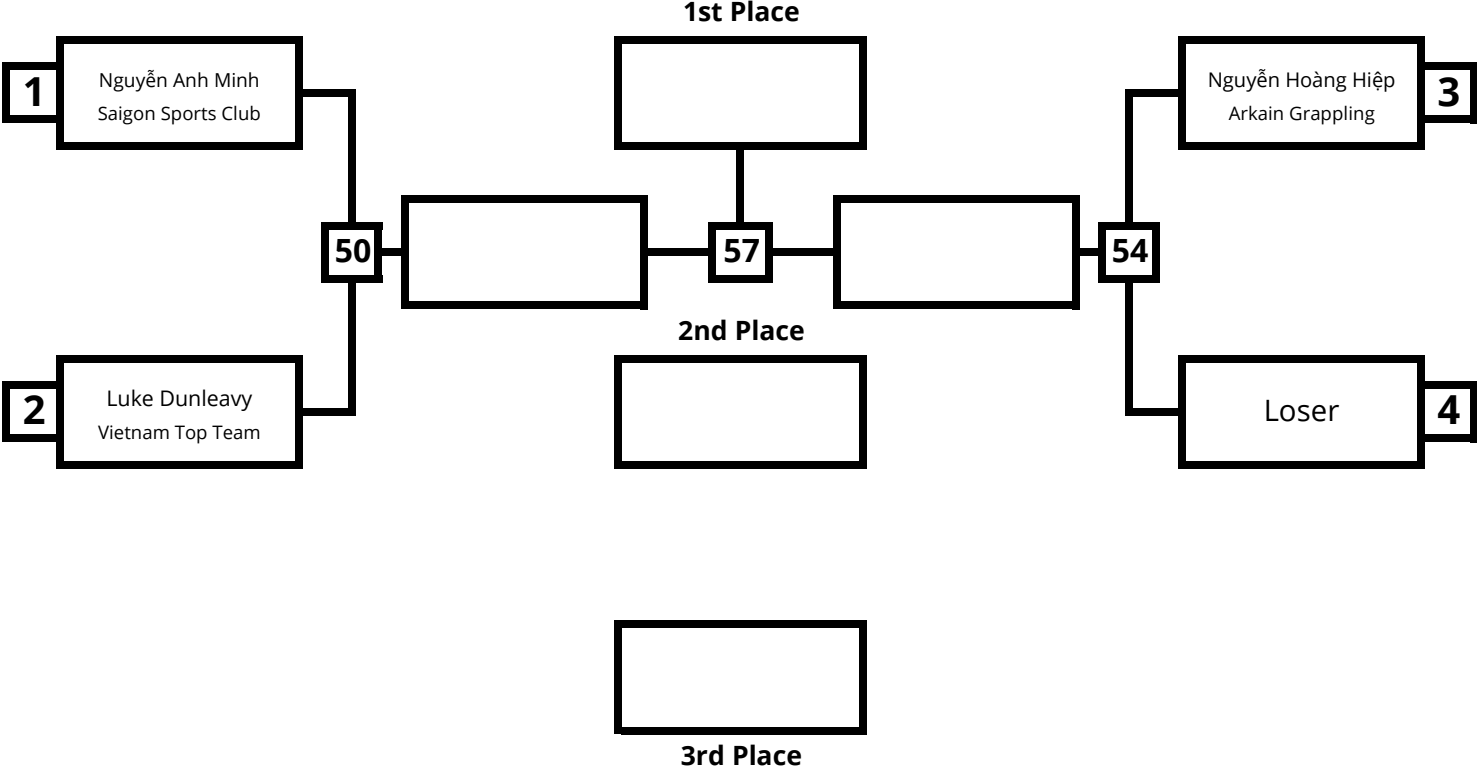 1st Place
1
Nguyễn Anh Minh
Saigon Sports Club
Nguyễn Hoàng Hiệp
Arkain Grappling
3
50
57
54
2nd Place
2
Luke Dunleavy
Vietnam Top Team
Loser
4
3rd Place